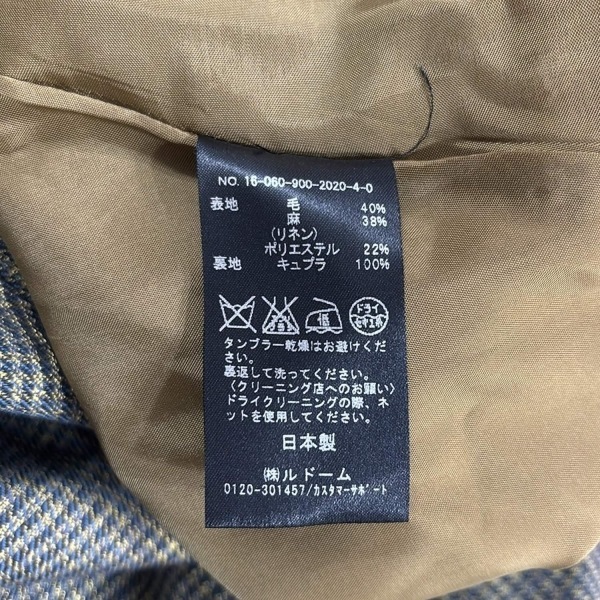 NO. 16-060-900-2020-4-0
表地 毛 40%
麻 38%
(リネン)
ポリエステル 22%
裏地 キュプラ 100%
ドライ
セキユ系
タンブラー乾燥はお避けくだ
さい。
裏返して洗ってください。
〈クリーニング店へのお願い〉
ドライクリーニングの際、ネ
ットを使用してください。
日本製
(株)ルドーム
0120-301457/カスタマーサポート